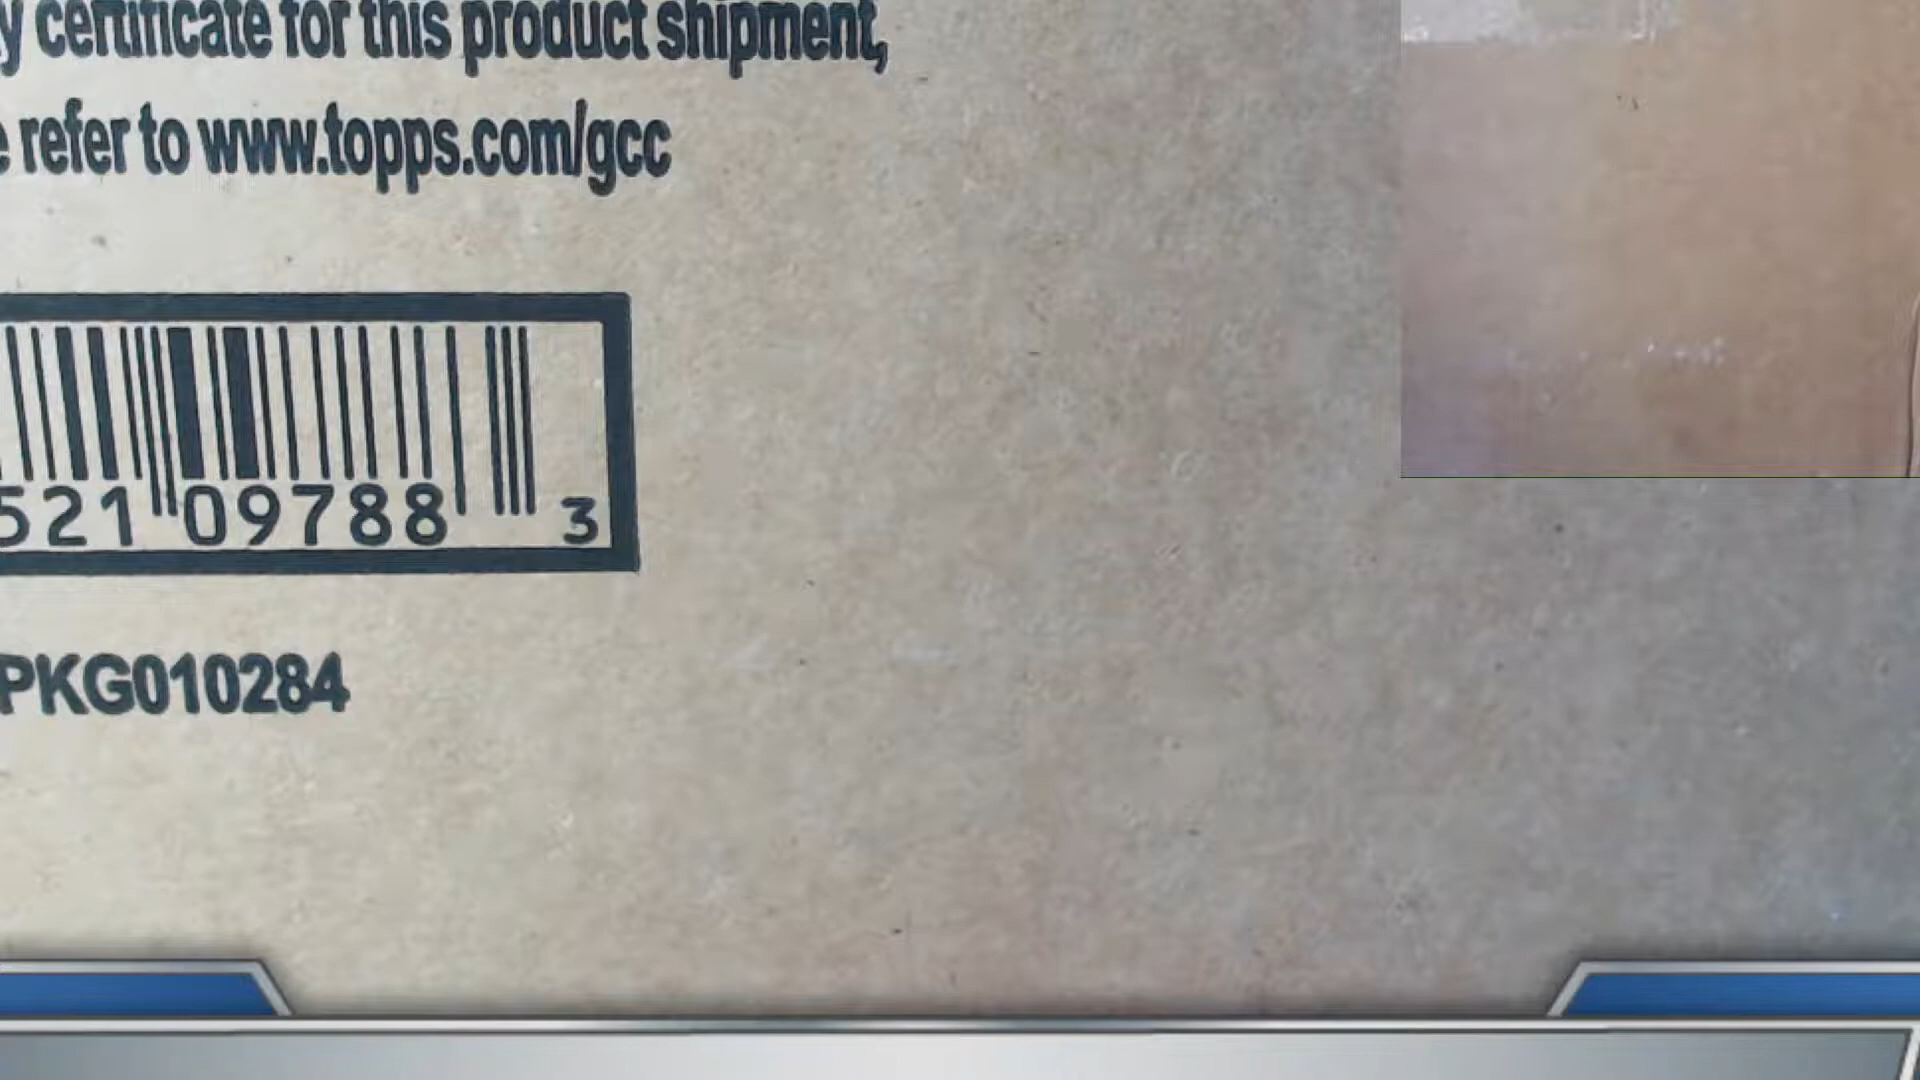 certificate for this product shipment,
refer to www.topps.com/gcc
521 09788 3
PKG010284